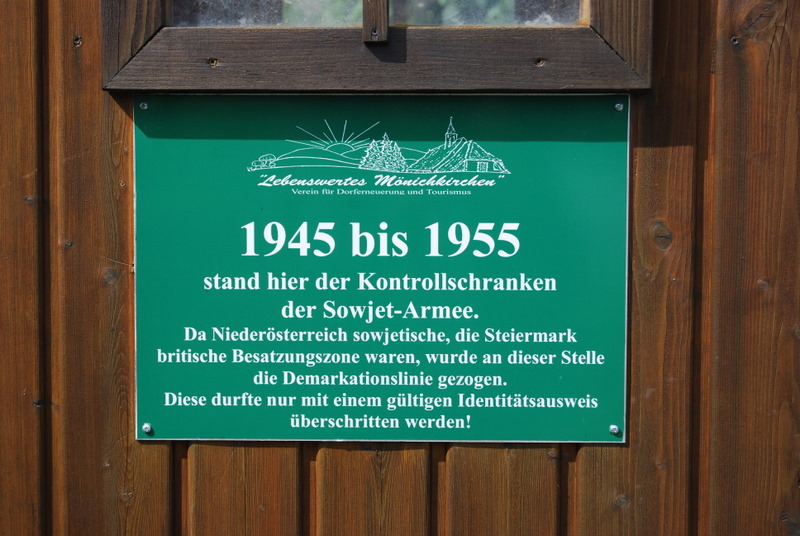 "Lebenswertes Mönichkirchen"
Verein für Dorferneuerung und Tourismus
1945 bis 1955
stand hier der Kontrollschranken
der Sowjet-Armee.
Da Niederösterreich sowjetische, die Steiermark
britische Besatzungszone waren, wurde an dieser Stelle
die Demarkationslinie gezogen.
Diese durfte nur mit einem gültigen Identitätsausweis
überschritten werden!